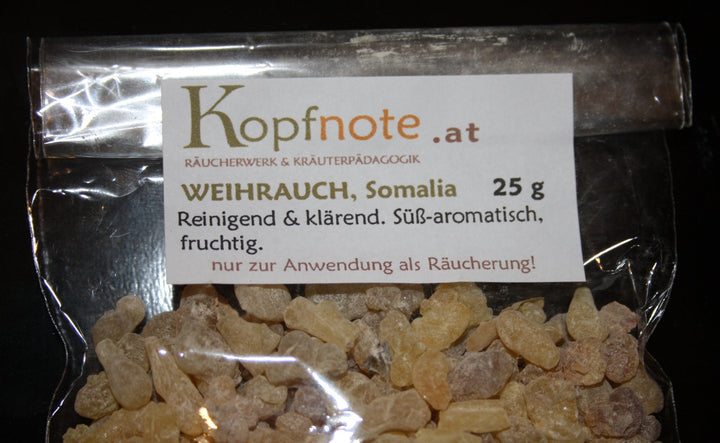 Kopfnote .at
RÄUCHERWERK & KRÄUTERPÄDAGOGIK
WEIHRAUCH, Somalia 25 g
Reinigend & klärend. Süß-aromatisch,
fruchtig.
nur zur Anwendung als Räucherung!